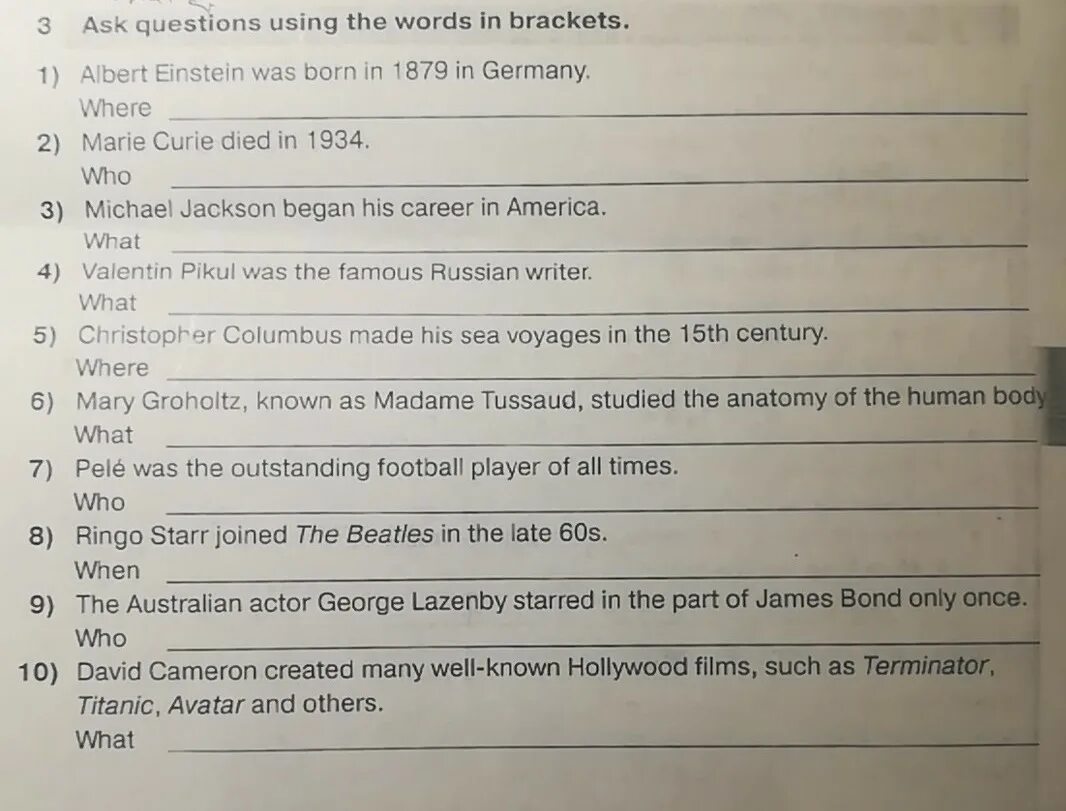 3 Ask questions using the words in brackets.
1) Albert Einstein was born in 1879 in Germany.
Where
2) Marie Curie died in 1934.
Who
3) Michael Jackson began his career in America.
What
4) Valentin Pikul was the famous Russian writer.
What
5) Christopher Columbus made his sea voyages in the 15th century.
Where
6) Mary Groholtz, known as Madame Tussaud, studied the anatomy of the human body
What
7) Pelé was the outstanding football player of all times.
Who
8) Ringo Starr joined The Beatles in the late 60s.
When
9) The Australian actor George Lazenby starred in the part of James Bond only once.
Who
10) David Cameron created many well-known Hollywood films, such as Terminator,
Titanic, Avatar and others.
What